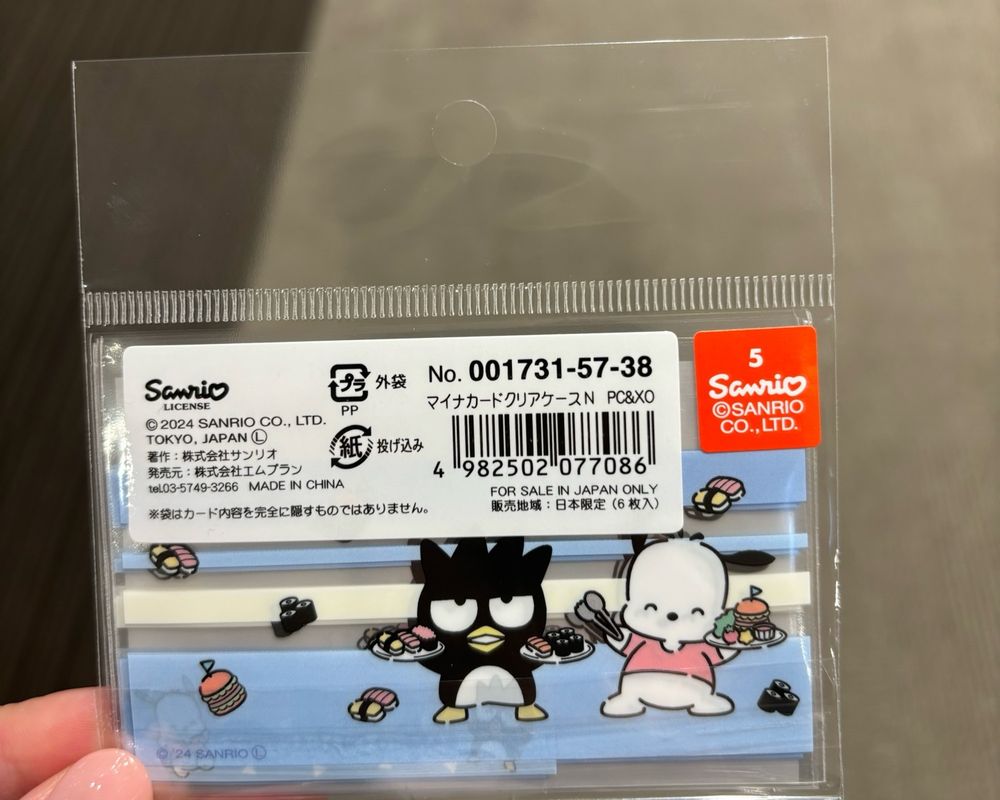 Sanrio
LICENSE
© 2024 SANRIO CO., LTD.
TOKYO, JAPAN Ⓛ
著作:株式会社サンリオ
発売元:株式会社エムプラン
tel.03-5749-3266 MADE IN CHINA
※袋はカード内容を完全に隠すものではありません。
プラ 外袋
PP
紙 投げ込み
No. 001731-57-38
マイナカードクリアケースN PC&XO
4 982502 077086
FOR SALE IN JAPAN ONLY
販売地域:日本限定(6枚入)
5
Sanrio
©SANRIO
CO., LTD.
© '24 SANRIO Ⓛ